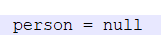 person = null